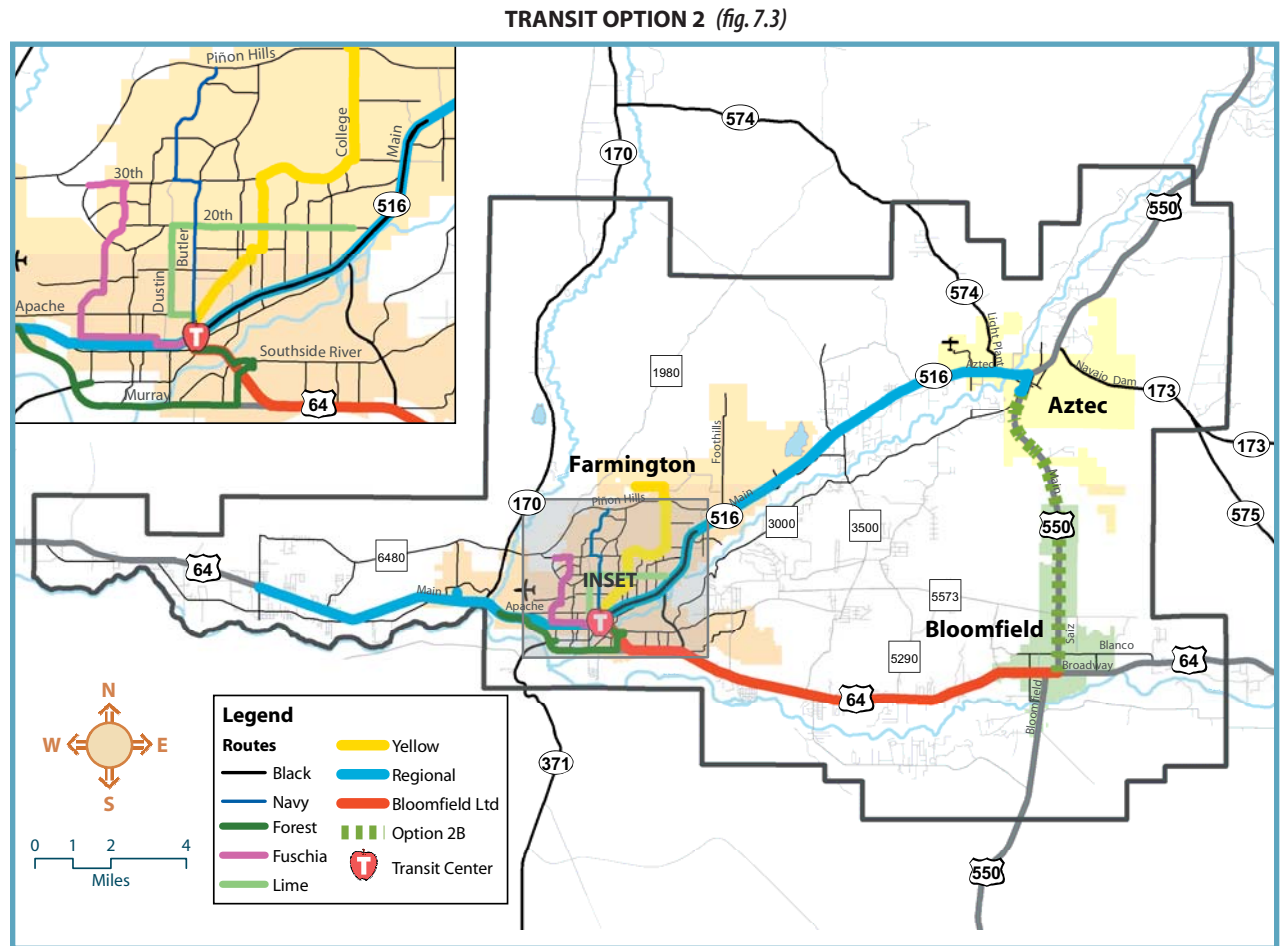 TRANSIT OPTION 2 (fig. 7.3)
Piñon Hills
College
Main
30th
516
20th
Butler
Dustin
Apache
T
Southside River
Murray
64
574
170
550
574
Light Plant
1980
Aztec
516
Navajo Dam
173
Aztec
Foothills
173
Farmington
Main
170
Piñon Hills
516
3000
3500
550
575
Main
64
6480
INSET
Main
Apache
T
5573
Bloomfield
Saiz
5290
Blanco
Broadway
64
64
Bloomfield
N
W E
S
371
550
0 1 2 4
Miles
Legend
Routes
Black
Navy
Forest
Fuschia
Lime
Yellow
Regional
Bloomfield Ltd
Option 2B
T Transit Center